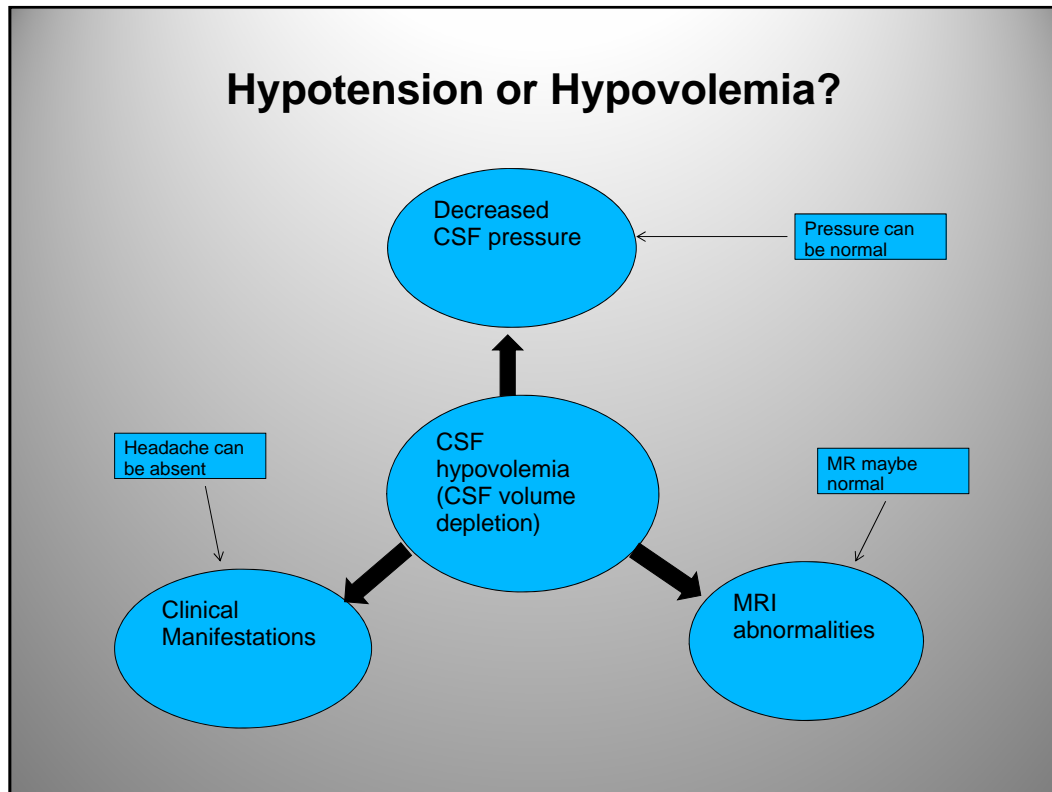 Hypotension or Hypovolemia?
Decreased
CSF pressure
Pressure can
be normal
Headache can
be absent
CSF
hypovolemia
(CSF volume
depletion)
MR maybe
normal
Clinical
Manifestations
MRI
abnormalities